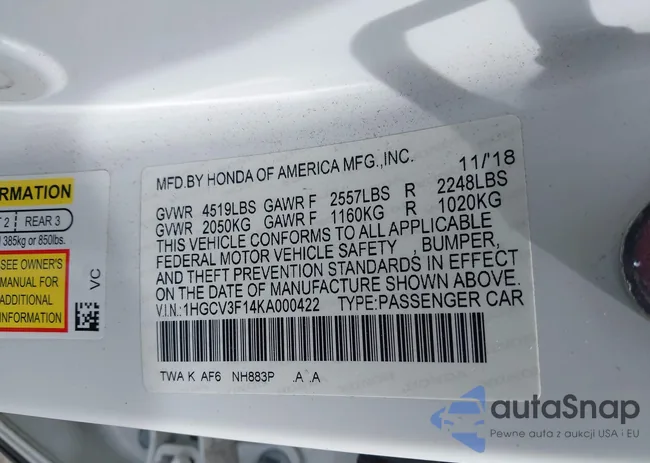 MFD.BY HONDA OF AMERICA MFG.,INC. 11/'18
GVWR 4519LBS GAWR F 2557LBS R 2248LBS
GVWR 2050KG GAWR F 1160KG R 1020KG
THIS VEHICLE CONFORMS TO ALL APPLICABLE
FEDERAL MOTOR VEHICLE SAFETY , BUMPER,
AND THEFT PREVENTION STANDARDS IN EFFECT
ON THE DATE OF MANUFACTURE SHOWN ABOVE.
V.I.N.:1HGCV3F14KA000422 TYPE:PASSENGER CAR
TWA K AF6 NH883P .A .A
ORMATION
2 REAR 3
385kg or 850lbs.
SEE OWNER'S
MANUAL FOR
ADDITIONAL
INFORMATION
VC
autoSnap
Pewne auta z aukcji USA i EU